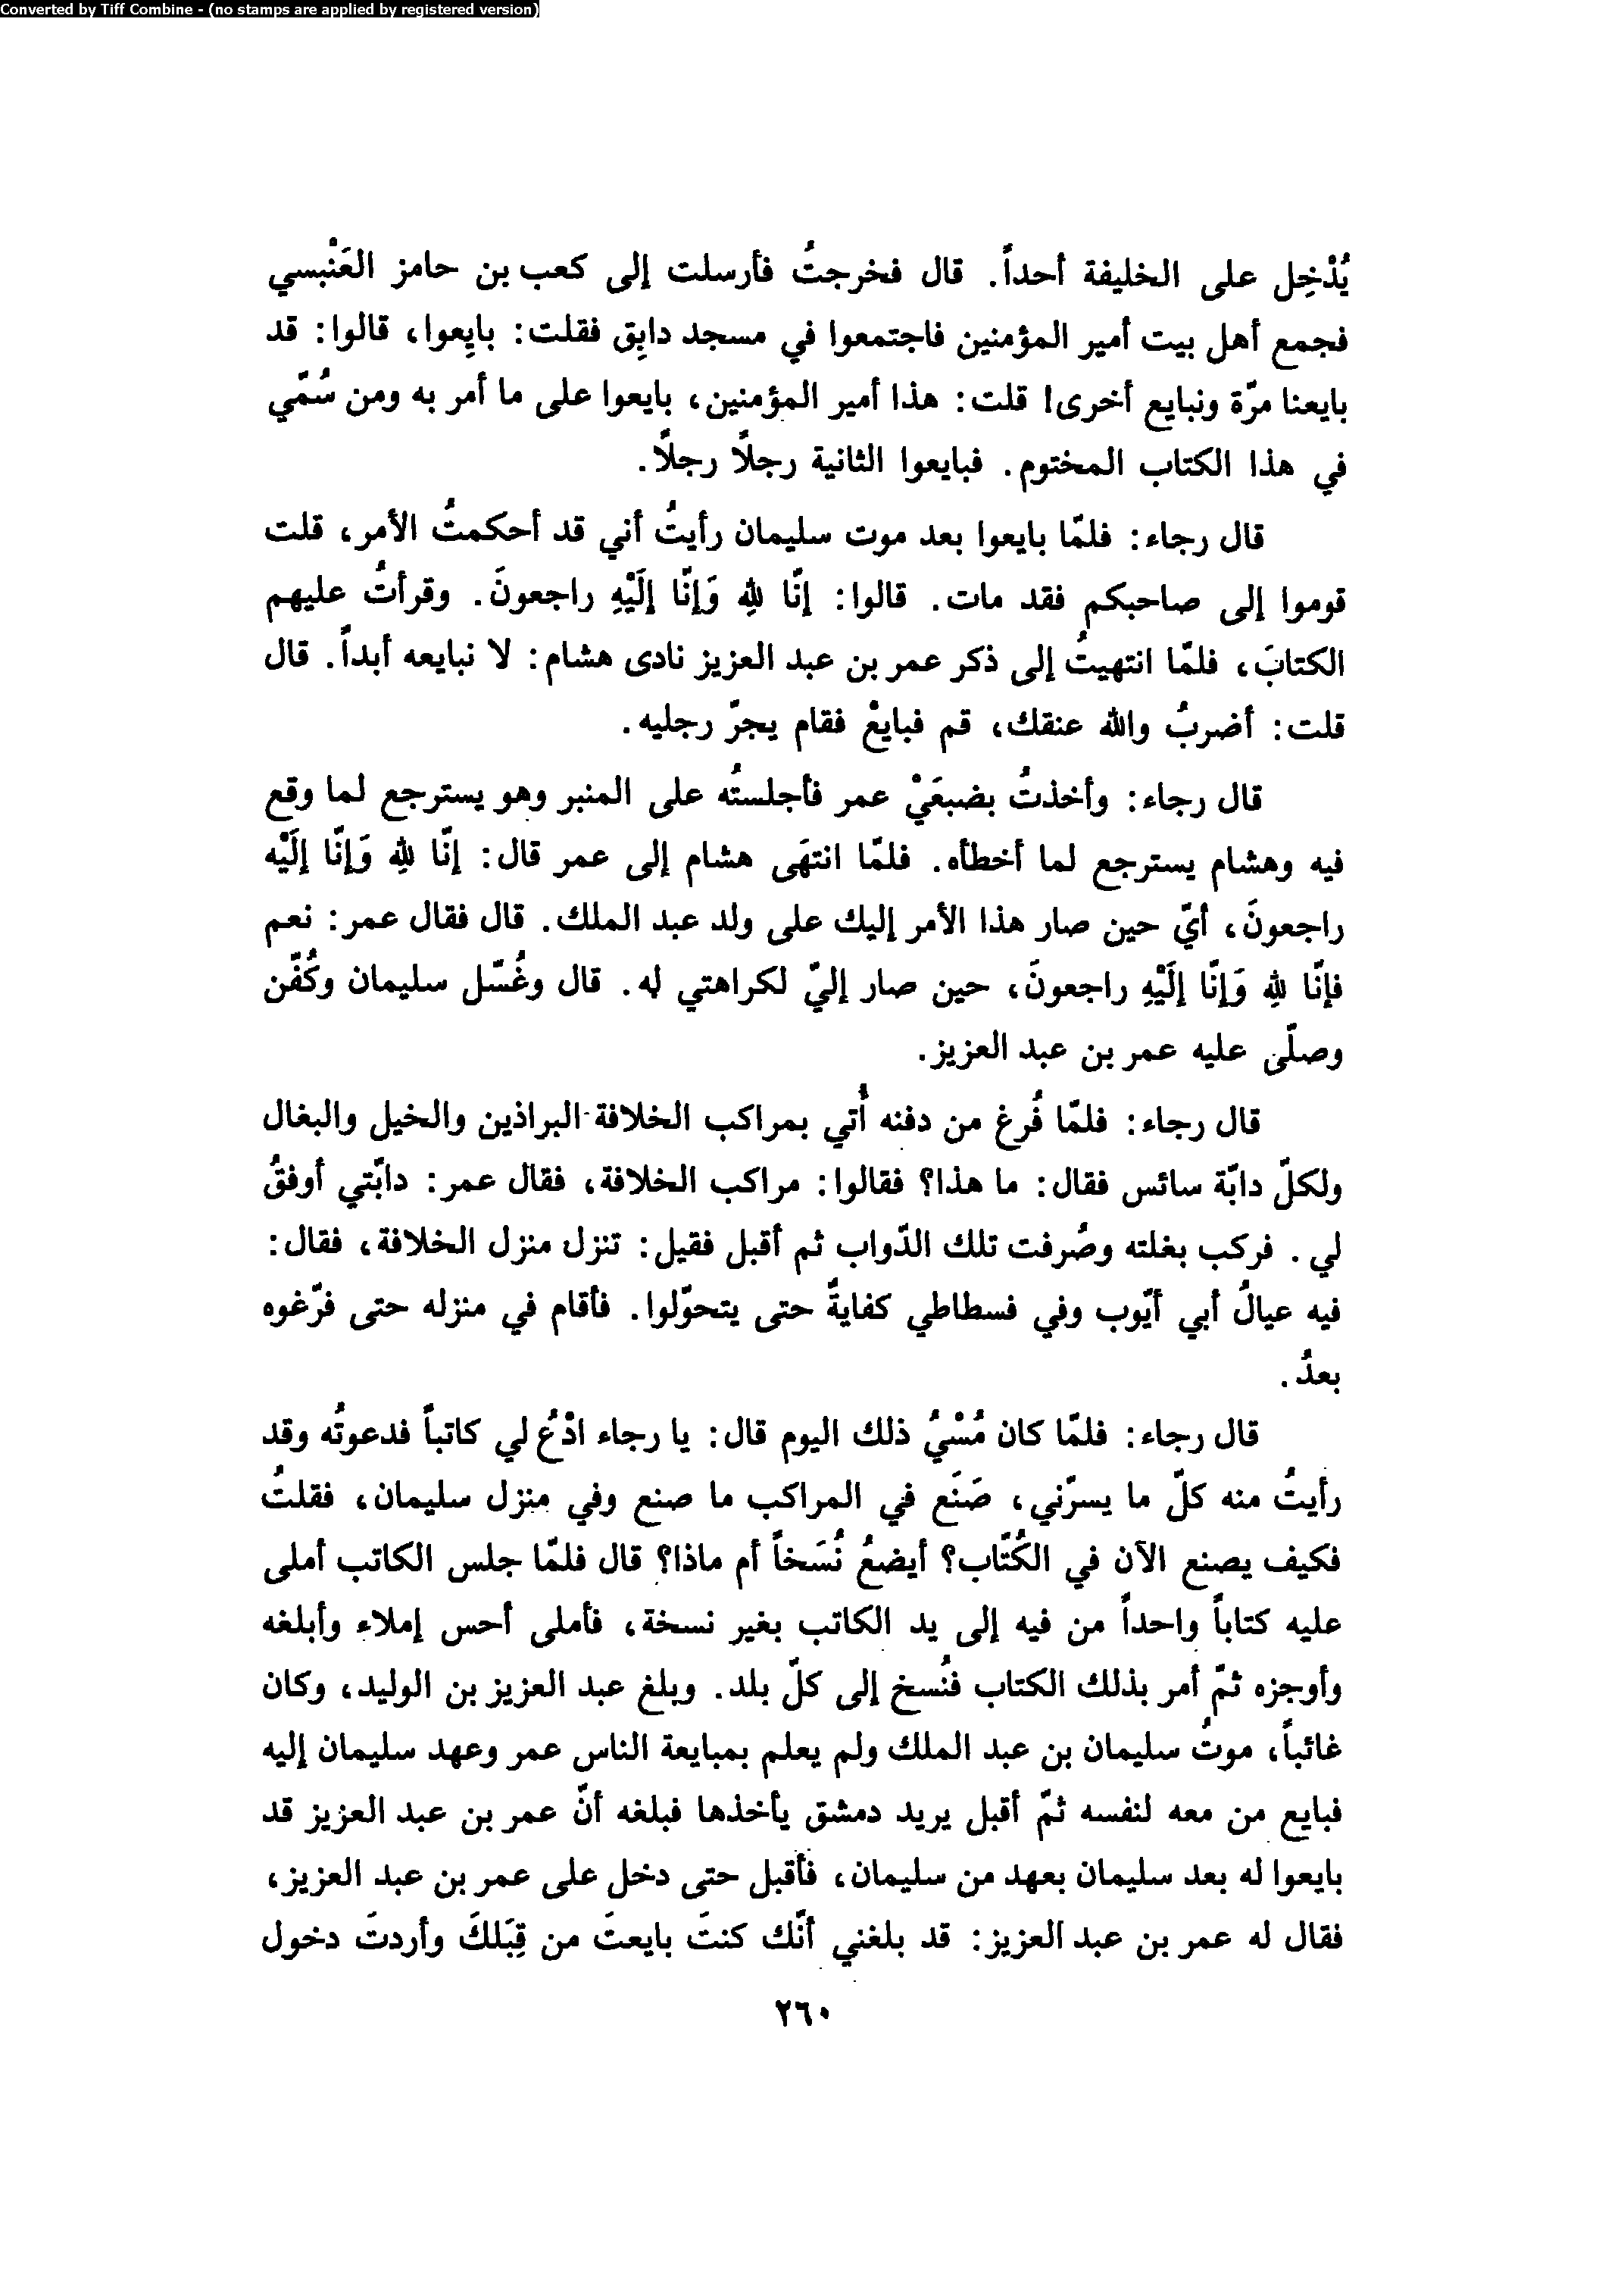 Converted by Tiff Combine - (no stamps are applied by registered version)
يُدْخِل على الخليفة أحداً. قال فخرجتُ فأرسلت إلى كعب بن حامز العَنْبسي
فجمع أهل بيت أمير المؤمنين فاجتمعوا في مسجد دابِق فقلت: بايِعوا، قالوا: قد
بايعنا مرّة ونبايع أخرى! قلت: هذا أمير المؤمنين، بايعوا على ما أمر به ومن سُمّي
في هذا الكتاب المختوم. فبايعوا الثانية رجلًا رجلًا.
قال رجاء: فلمّا بايعوا بعد موت سليمان رأيتُ أني قد أحكمتُ الأمر، قلت
قوموا إلى صاحبكم فقد مات. قالوا: إنّا لله وَإنّا إلَيْهِ راجعونَ. وقرأتُ عليهم
الكتابَ، فلمّا انتهيتُ إلى ذكر عمر بن عبد العزيز نادى هشام: لا نبايعه أبداً. قال
قلت: أضربُ والله عنقك، قم فبايعْ فقام يجرّ رجليه.
قال رجاء: وأخذتُ بضبعَيْ عمر فأجلستُه على المنبر وهو يسترجع لما وقع
فيه وهشام يسترجع لما أخطأه. فلمّا انتهَى هشام إلى عمر قال: إنّا للهِ وَإنّا إلَيْه
راجعونَ، أيّ حين صار هذا الأمر إليك على ولد عبد الملك. قال فقال عمر: نعم
فإنّا للهِ وَإنّا إلَيْهِ راجعونَ، حين صار إليّ لكراهتي له. قال وغُسّل سليمان وكُفّن
وصلّى عليه عمر بن عبد العزيز.
قال رجاء: فلمّا فُرغ من دفنه أُتي بمراكب الخلافة البراذين والخيل والبغال
ولكلّ دابّة سائس فقال: ما هذا؟ فقالوا: مراكب الخلافة، فقال عمر: دابّتي أوفقُ
لي. فركب بغلته وصُرفت تلك الدّواب ثم أقبل فقيل: تنزل منزل الخلافة، فقال:
فيه عيالُ أبي أيّوب وفي فسطاطي كفايةٌ حتى يتحوّلوا. فأقام في منزله حتى فرّغوه
بعدُ.
قال رجاء: فلمّا كان مُسْيُ ذلك اليوم قال: يا رجاء ادْعُ لي كاتباً فدعوتُه وقد
رأيتُ منه كلّ ما يسرّني، صَنَع في المراكب ما صنع وفي منزل سليمان، فقلتُ
فكيف يصنع الآن في الكُتّاب؟ أيضعُ نُسَخاً أم ماذا؟ قال فلمّا جلس الكاتب أملى
عليه كتاباً واحداً من فيه إلى يد الكاتب بغير نسخة، فأملى أحس إملاء وأبلغه
وأوجزه ثمّ أمر بذلك الكتاب فنُسخ إلى كلّ بلد. وبلغ عبد العزيز بن الوليد، وكان
غائباً، موتُ سليمان بن عبد الملك ولم يعلم بمبايعة الناس عمر وعهد سليمان إليه
فبايع من معه لنفسه ثمّ أقبل يريد دمشق يأخذها فبلغه أنّ عمر بن عبد العزيز قد
بايعوا له بعد سليمان بعهد من سليمان، فأقبل حتى دخل على عمر بن عبد العزيز،
فقال له عمر بن عبد العزيز: قد بلغني أنّك كنتَ بايعتَ من قِبَلكَ وأردتَ دخول
٢٦٠